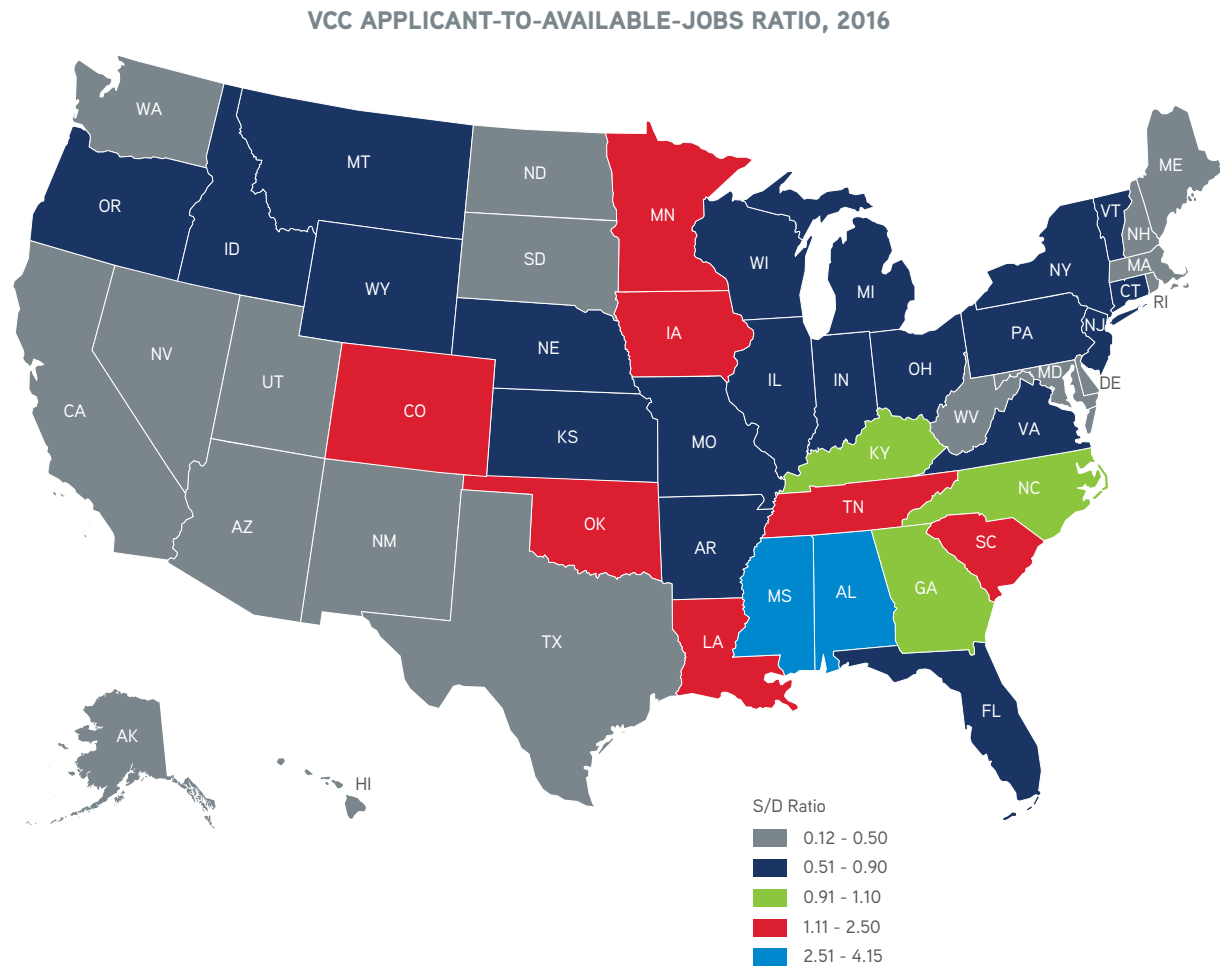 VCC APPLICANT-TO-AVAILABLE-JOBS RATIO, 2016
WA
MT
ND
MN
ME
OR
ID
SD
WI
MI
VT
NH
NY
MA
WY
CT
RI
NE
IA
PA
NJ
NV
UT
CO
KS
MO
IL
IN
OH
MD
DE
CA
WV
VA
KY
AZ
NM
OK
AR
TN
NC
SC
MS
AL
GA
TX
LA
FL
AK
HI
S/D Ratio
0.12 - 0.50
0.51 - 0.90
0.91 - 1.10
1.11 - 2.50
2.51 - 4.15